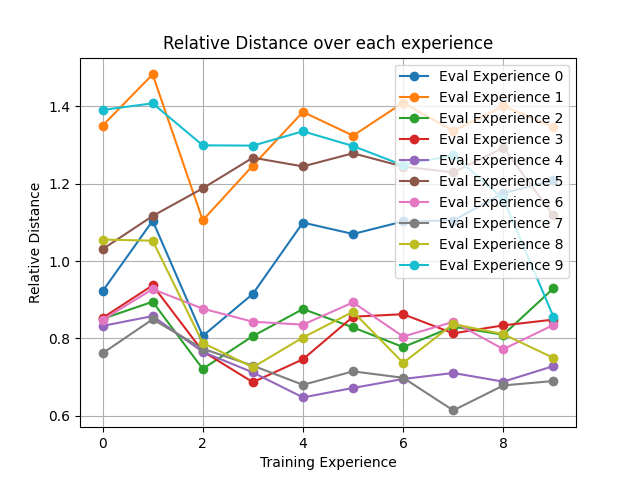 Relative Distance over each experience
Relative Distance
1.4
1.2
1.0
0.8
0.6
Eval Experience 0
Eval Experience 1
Eval Experience 2
Eval Experience 3
Eval Experience 4
Eval Experience 5
Eval Experience 6
Eval Experience 7
Eval Experience 8
Eval Experience 9
0 2 4 6 8
Training Experience